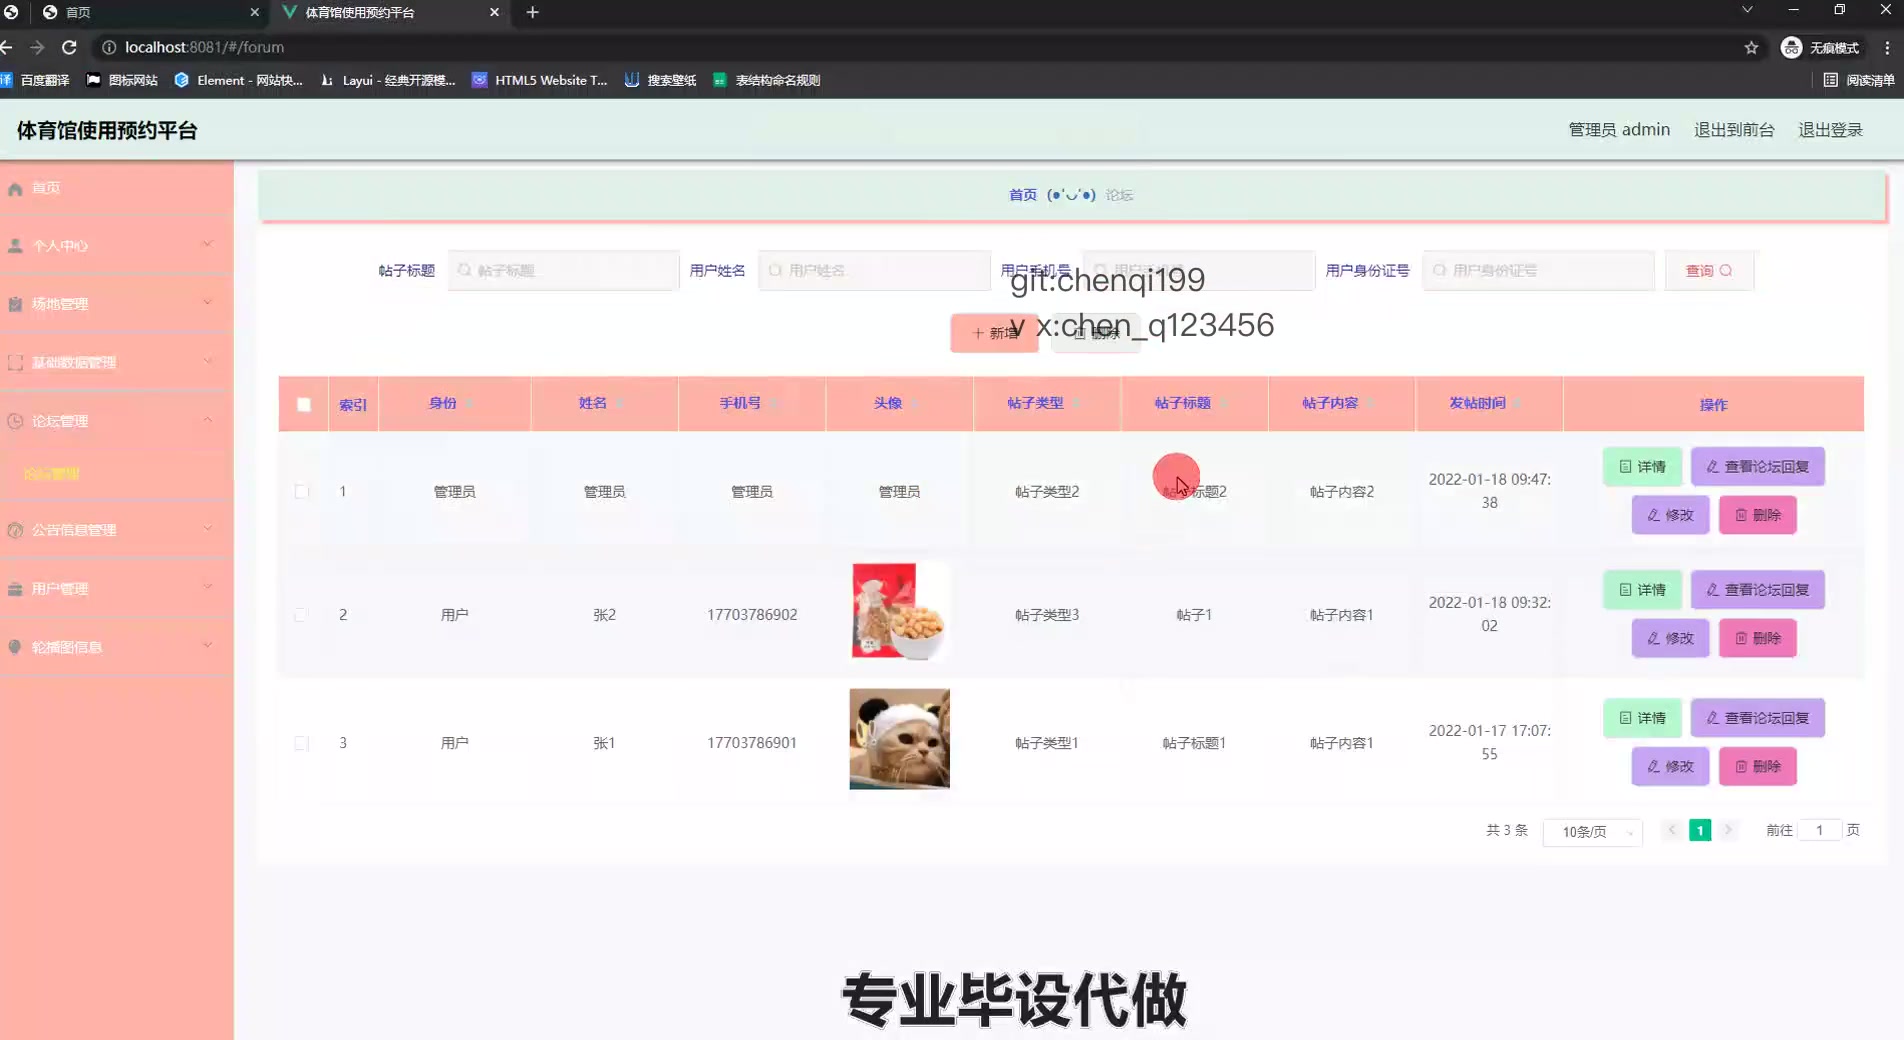 首页
体育馆使用预约平台
localhost:8081/#/forum
无痕模式
百度翻译
图标网站
Element - 网站快...
Layui - 经典开源模...
HTML5 Website T...
搜索壁纸
表结构命名规则
阅读清单
体育馆使用预约平台
管理员 admin
退出到前台
退出登录
首页
个人中心
场地管理
基础数据管理
论坛管理
论坛管理
公告信息管理
用户管理
轮播图信息
首页 (●'◡'●) 论坛
帖子标题 帖子标题
用户姓名 用户姓名
用户手机号 用户手机号
用户身份证号 用户身份证号
查询
git:chenqi199
v x:chen_q123456
新增
删除
索引 身份 姓名 手机号 头像 帖子类型 帖子标题 帖子内容 发帖时间 操作
1 管理员 管理员 管理员 管理员 帖子类型2 帖子标题2 帖子内容2 2022-01-18 09:47:38 详情 查看论坛回复 修改 删除
2 用户 张2 17703786902 帖子类型3 帖子1 帖子内容1 2022-01-18 09:32:02 详情 查看论坛回复 修改 删除
3 用户 张1 17703786901 帖子类型1 帖子标题1 帖子内容1 2022-01-17 17:07:55 详情 查看论坛回复 修改 删除
共 3 条 10条/页 1 前往 1 页
专业毕设代做